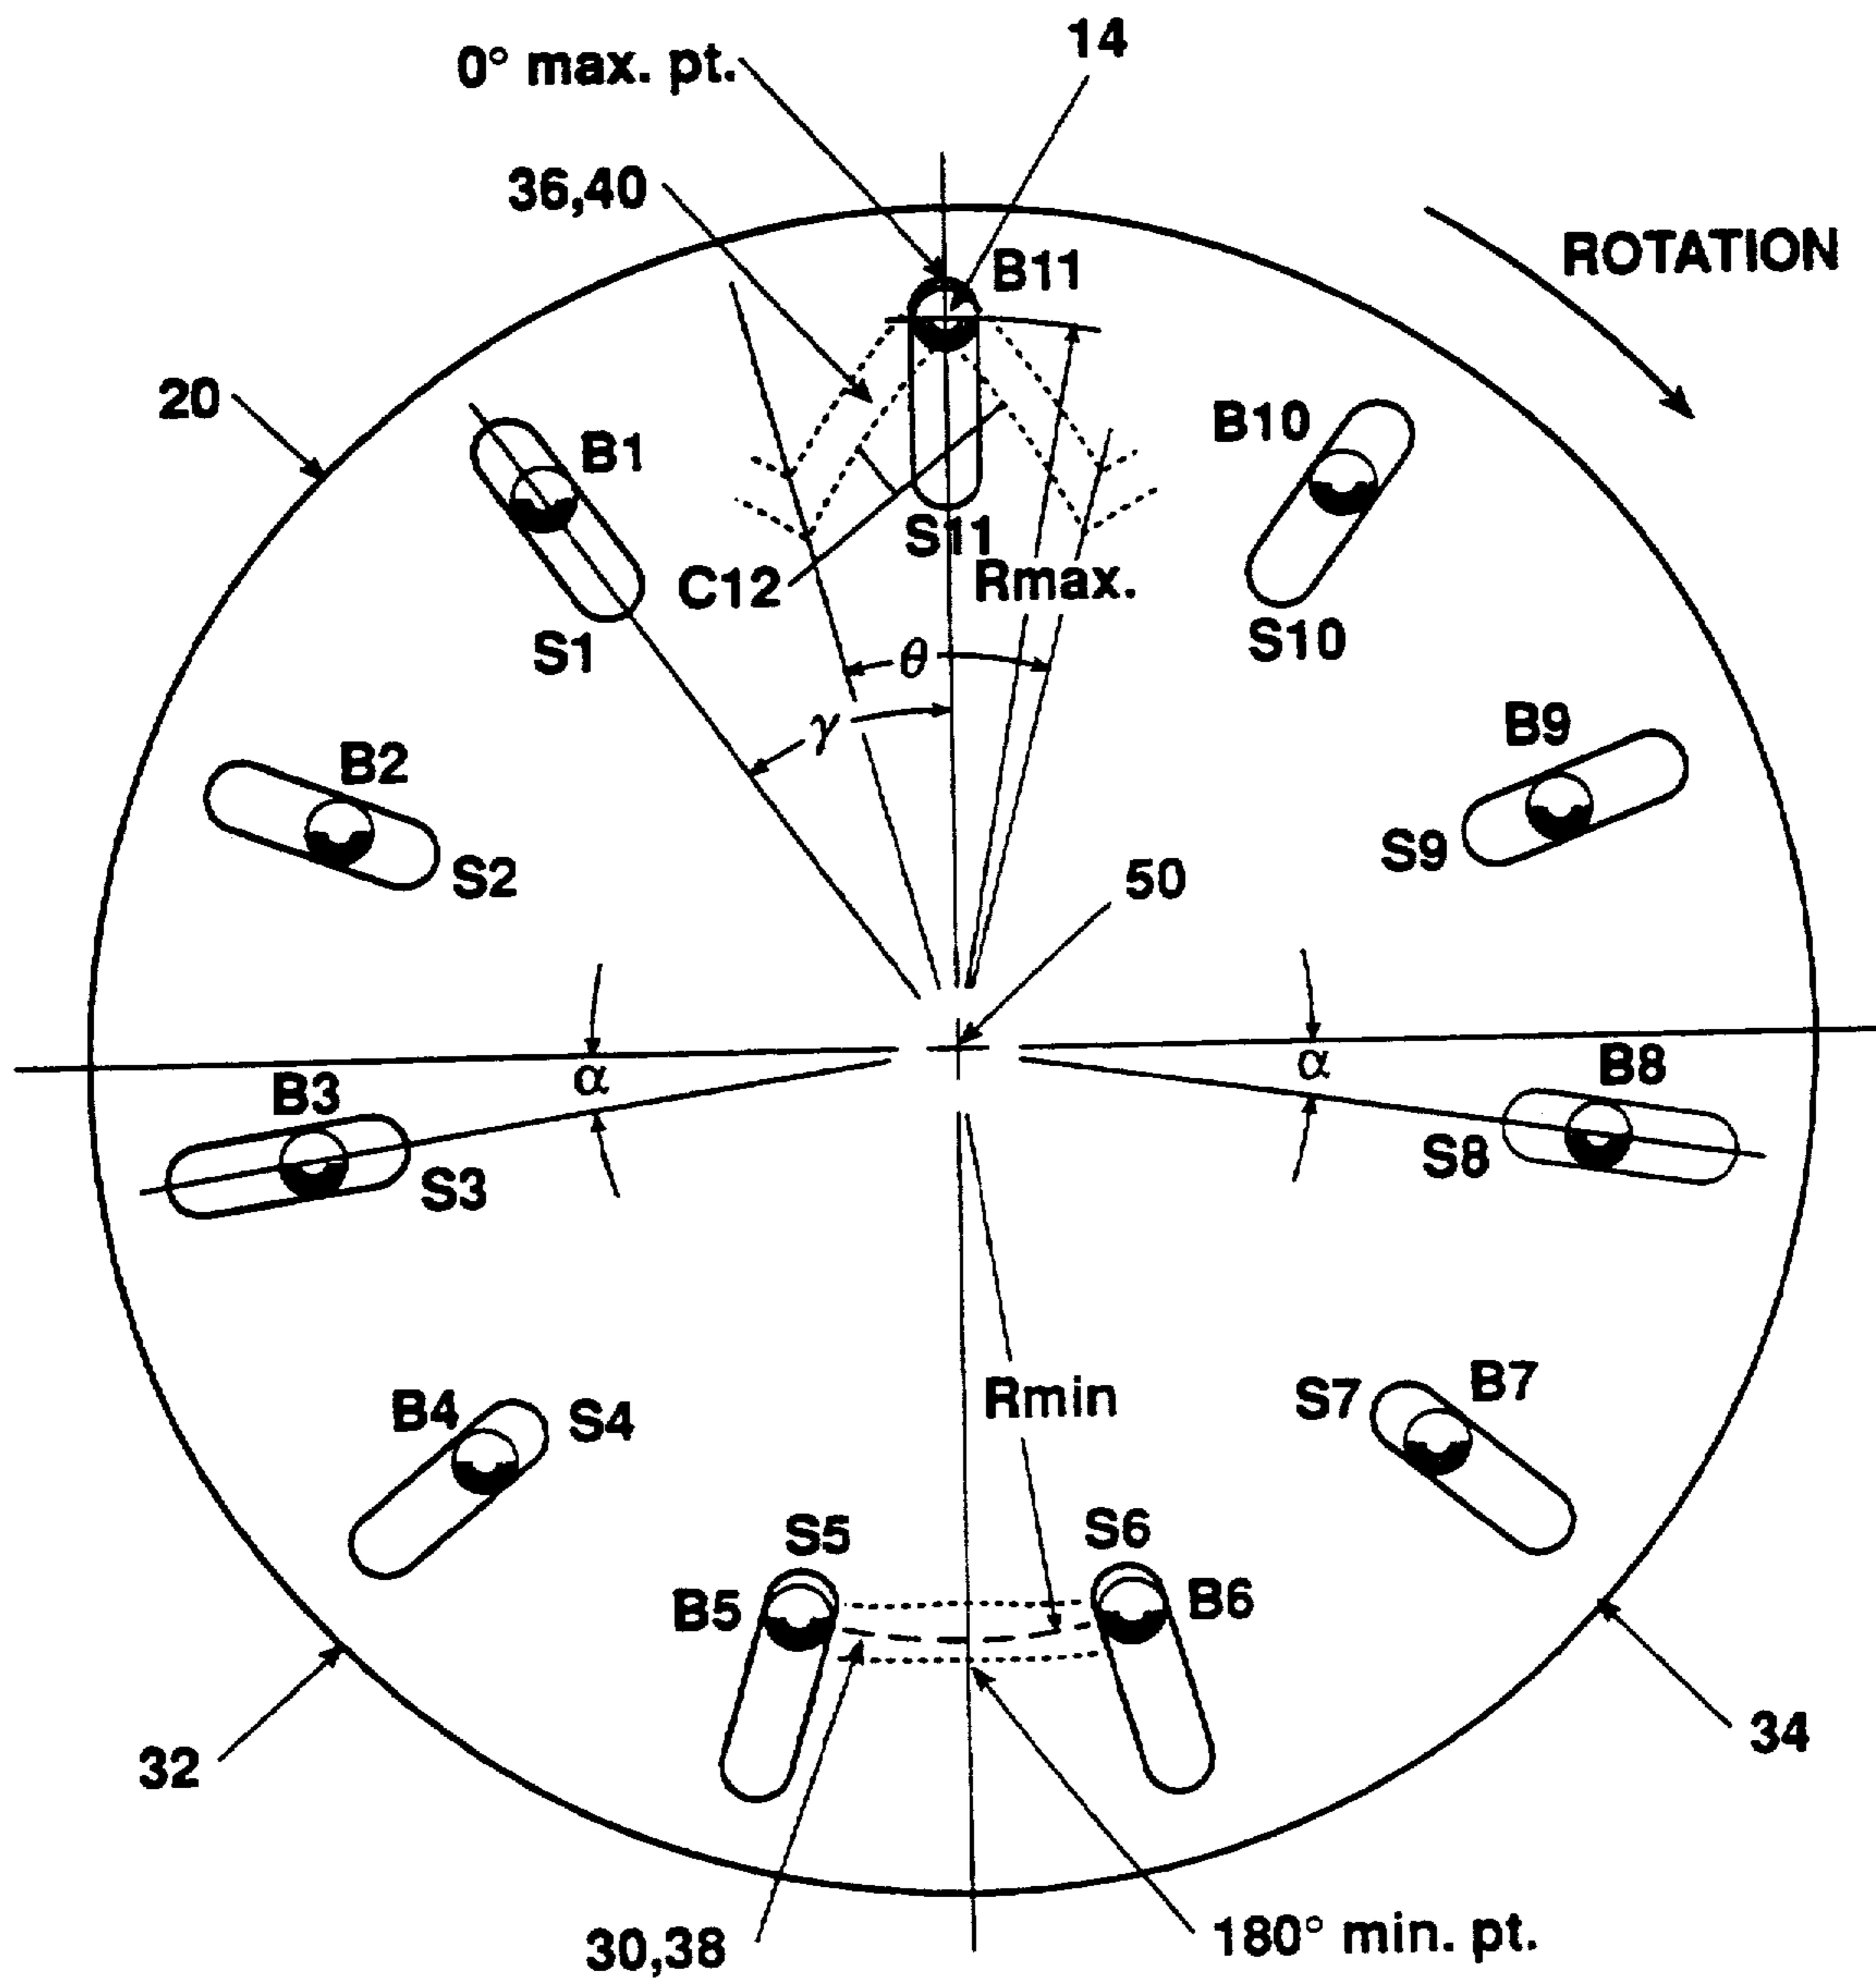 14
0° max. pt.
36,40
B11
ROTATION
20
B1
B10
S11
C12
Rmax.
S1
S10
θ
γ
B2
B9
S2
S9
50
α
α
B3
B8
S3
S8
B4
S4
Rmin
S7
B7
S5
S6
B5
B6
32
34
30,38
180° min. pt.